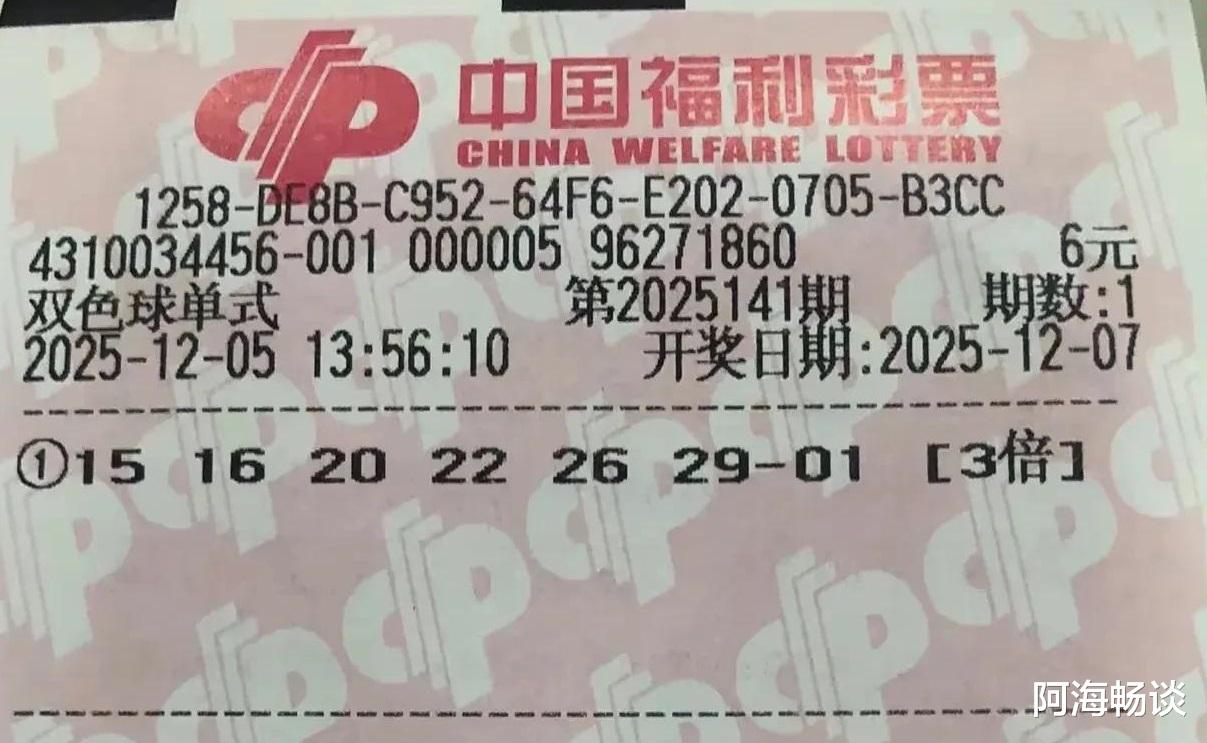 中国福利彩票
CHINA WELFARE LOTTERY
1258-DE8B-C952-64F6-E202-0705-B3CC
4310034456-001 000005 96271860 6元
双色球单式 第2025141期 期数:1
2025-12-05 13:56:10 开奖日期:2025-12-07
①15 16 20 22 26 29-01 [3倍]
阿海畅谈